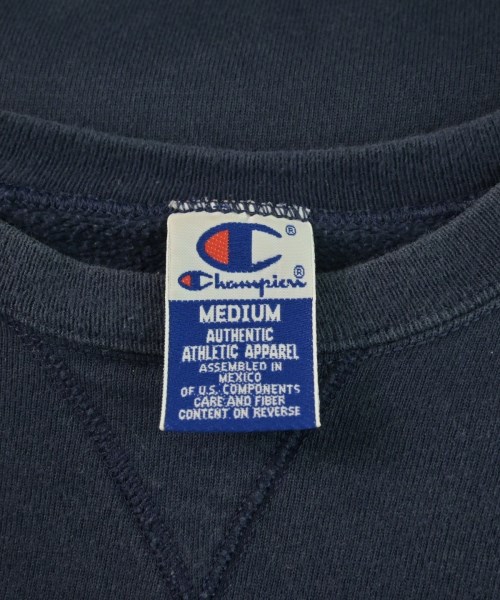 ®
Champion®
MEDIUM
AUTHENTIC
ATHLETIC APPAREL
ASSEMBLED IN
MEXICO
OF U.S. COMPONENTS
CARE AND FIBER
CONTENT ON REVERSE